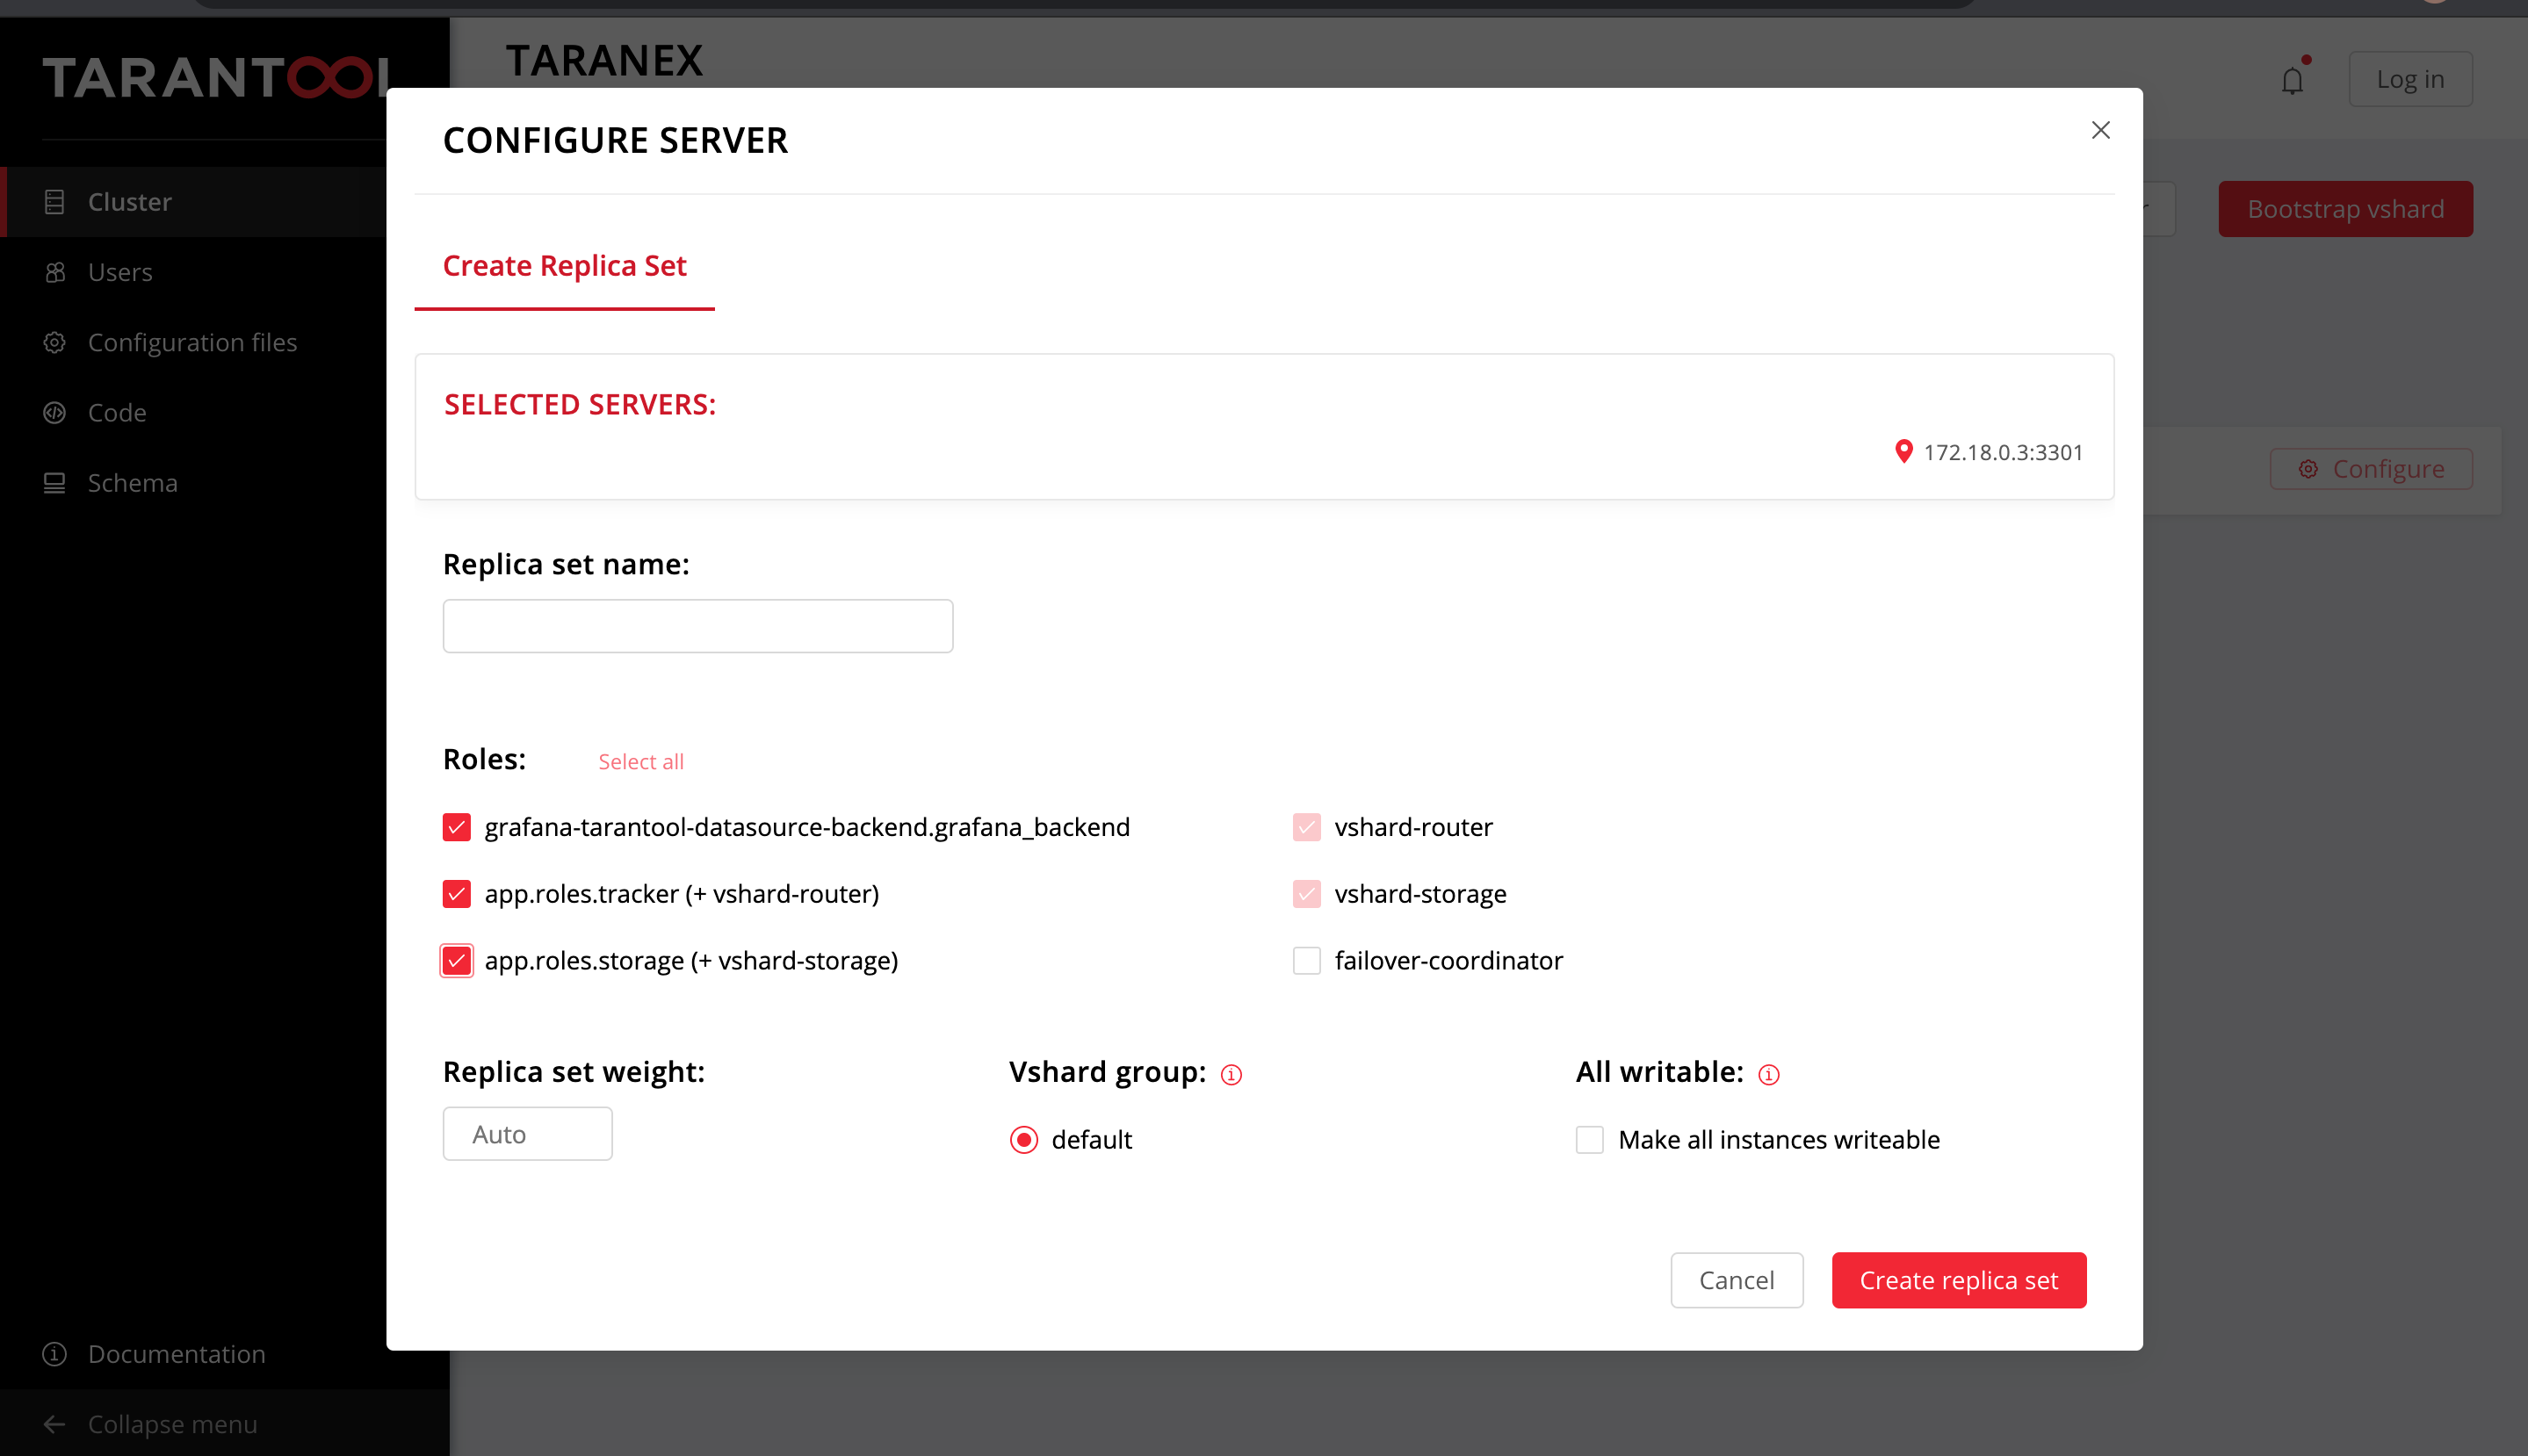 TARANTOOL
TARANEX
Log in
CONFIGURE SERVER
Cluster
Bootstrap vshard
Users
Create Replica Set
Configuration files
Code
SELECTED SERVERS:
172.18.0.3:3301
Configure
Schema
Replica set name:
Roles: Select all
grafana-tarantool-datasource-backend.grafana_backend
vshard-router
app.roles.tracker (+ vshard-router)
vshard-storage
app.roles.storage (+ vshard-storage)
failover-coordinator
Replica set weight:
Vshard group:
All writable:
Auto
default
Make all instances writeable
Cancel
Create replica set
Documentation
Collapse menu